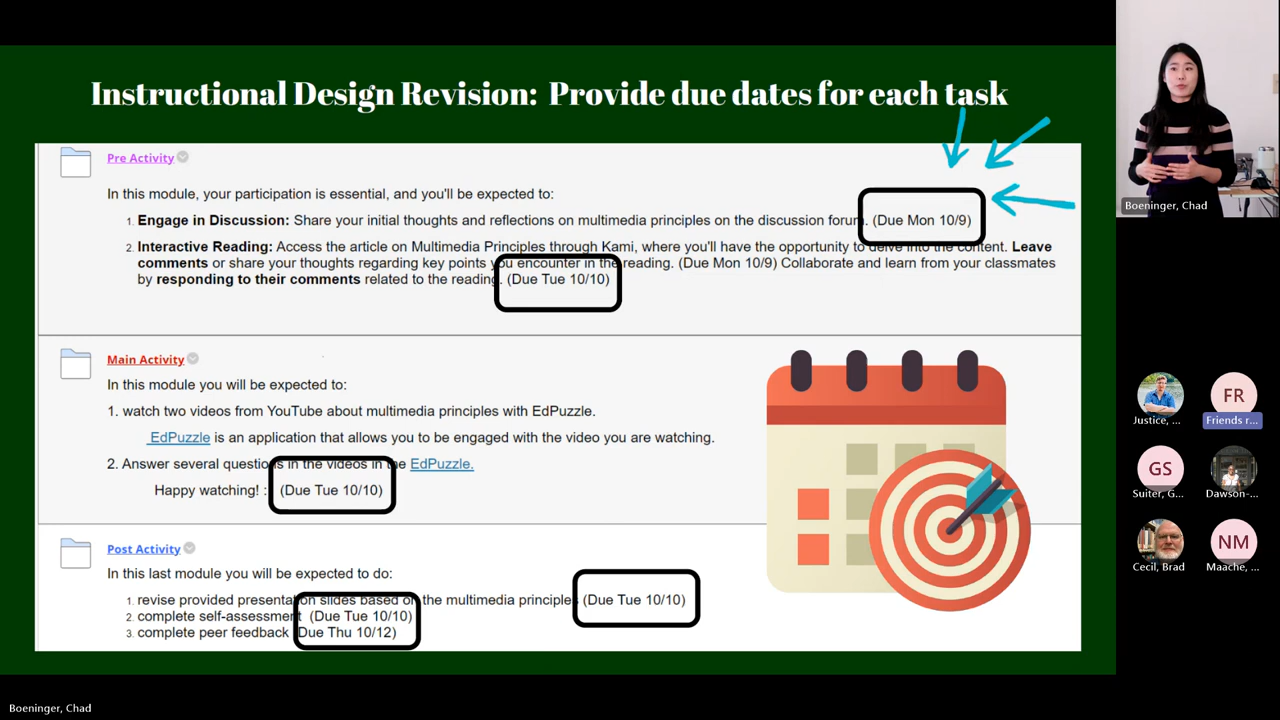 Instructional Design Revision: Provide due dates for each task
Pre Activity
In this module, your participation is essential, and you'll be expected to:
1. Engage in Discussion: Share your initial thoughts and reflections on multimedia principles on the discussion forum. (Due Mon 10/9)
2. Interactive Reading: Access the article on Multimedia Principles through Kami, where you'll have the opportunity to delve into the content. Leave
comments or share your thoughts regarding key points you encounter in the reading. (Due Mon 10/9) Collaborate and learn from your classmates
by responding to their comments related to the reading. (Due Tue 10/10)
Main Activity
In this module you will be expected to:
1. watch two videos from YouTube about multimedia principles with EdPuzzle.
EdPuzzle is an application that allows you to be engaged with the video you are watching.
2. Answer several questions in the videos in the EdPuzzle.
Happy watching! : (Due Tue 10/10)
Post Activity
In this last module you will be expected to do:
1. revise provided presentation slides based on the multimedia principles (Due Tue 10/10)
2. complete self-assessment (Due Tue 10/10)
3. complete peer feedback (Due Thu 10/12)
Boeninger, Chad
FR
Justice, ...
Friends r...
GS
Suiter, G...
Dawson-...
NM
Cecil, Brad
Maache, ...
Boeninger, Chad